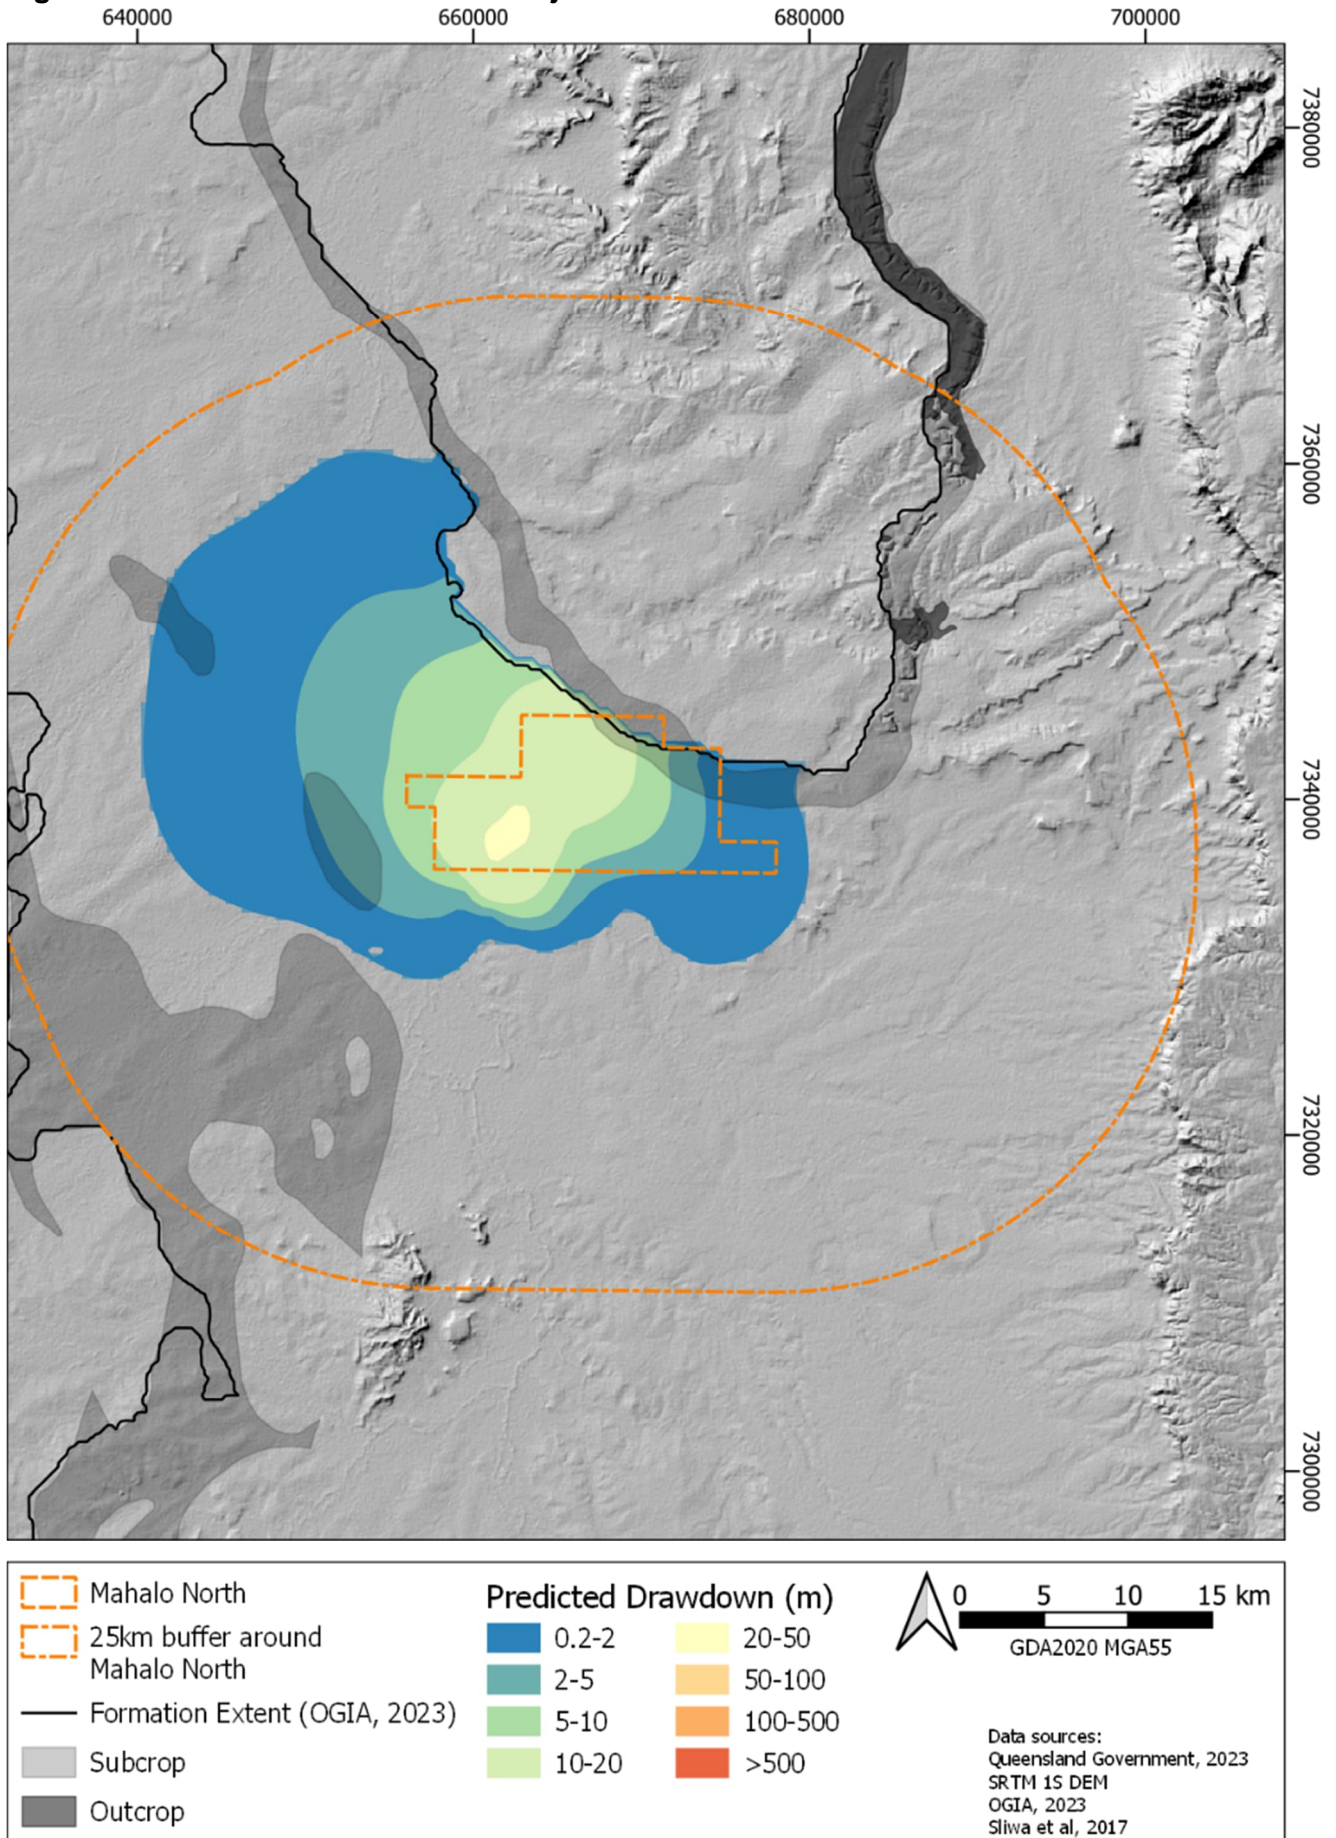 640000
660000
680000
700000
7380000
7360000
7340000
7320000
7300000
Mahalo North
25km buffer around
Mahalo North
Formation Extent (OGIA, 2023)
Subcrop
Outcrop
Predicted Drawdown (m)
0.2-2
2-5
5-10
10-20
20-50
50-100
100-500
>500
0 5 10 15 km
GDA2020 MGA55
Data sources:
Queensland Government, 2023
SRTM 1S DEM
OGIA, 2023
Sliwa et al, 2017